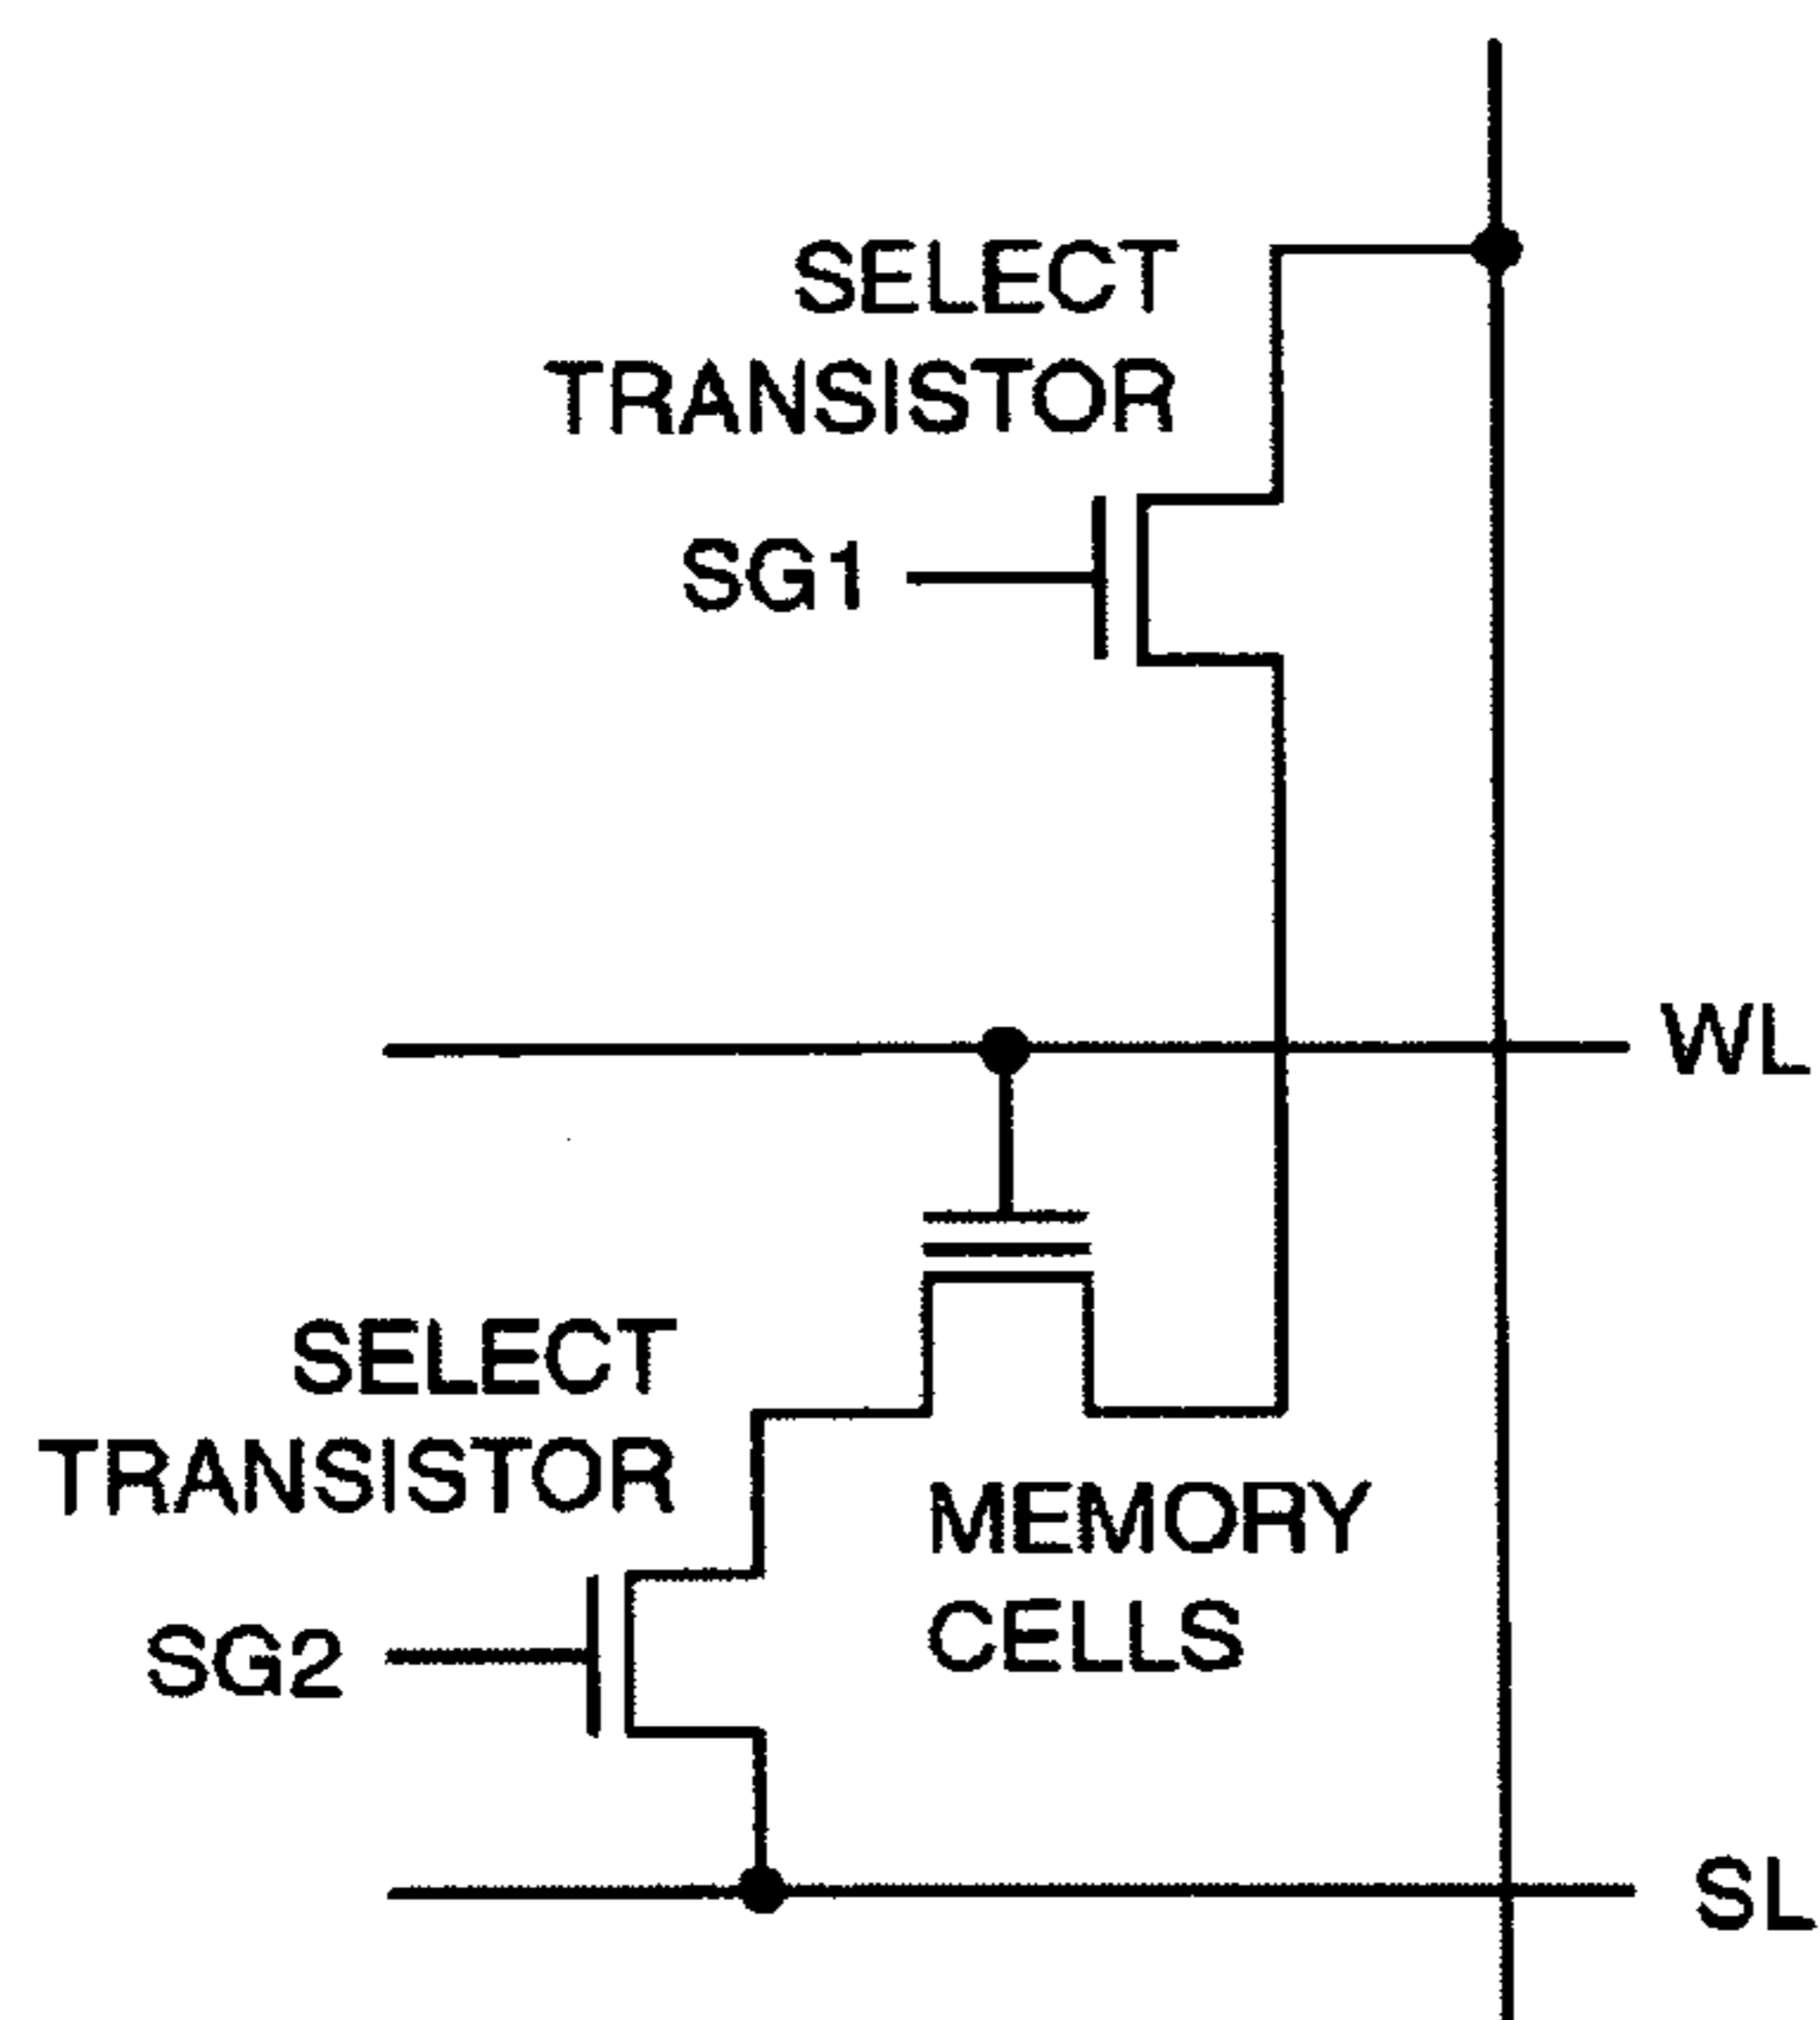 SELECT
TRANSISTOR
SG1
WL
SELECT
TRANSISTOR
MEMORY
CELLS
SG2
SL